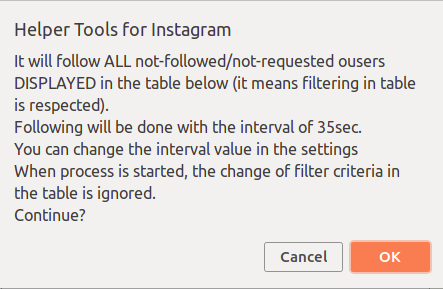 Helper Tools for Instagram
It will follow ALL not-followed/not-requested ousers
DISPLAYED in the table below (it means filtering in table
is respected).
Following will be done with the interval of 35sec.
You can change the interval value in the settings
When process is started, the change of filter criteria in
the table is ignored.
Continue?
Cancel
OK